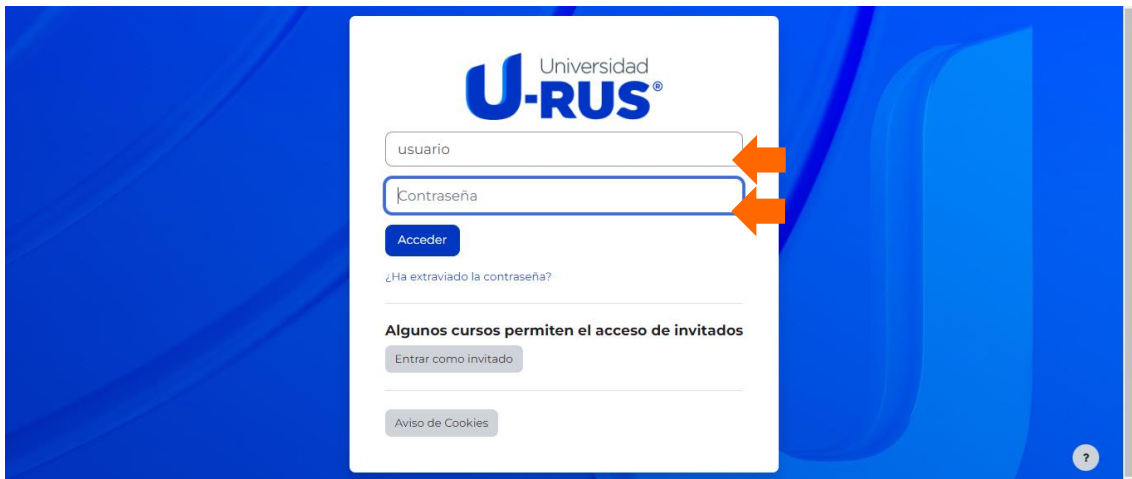 Universidad
U-RUS®
usuario
Contraseña
Acceder
¿Ha extraviado la contraseña?
Algunos cursos permiten el acceso de invitados
Entrar como invitado
Aviso de Cookies
?